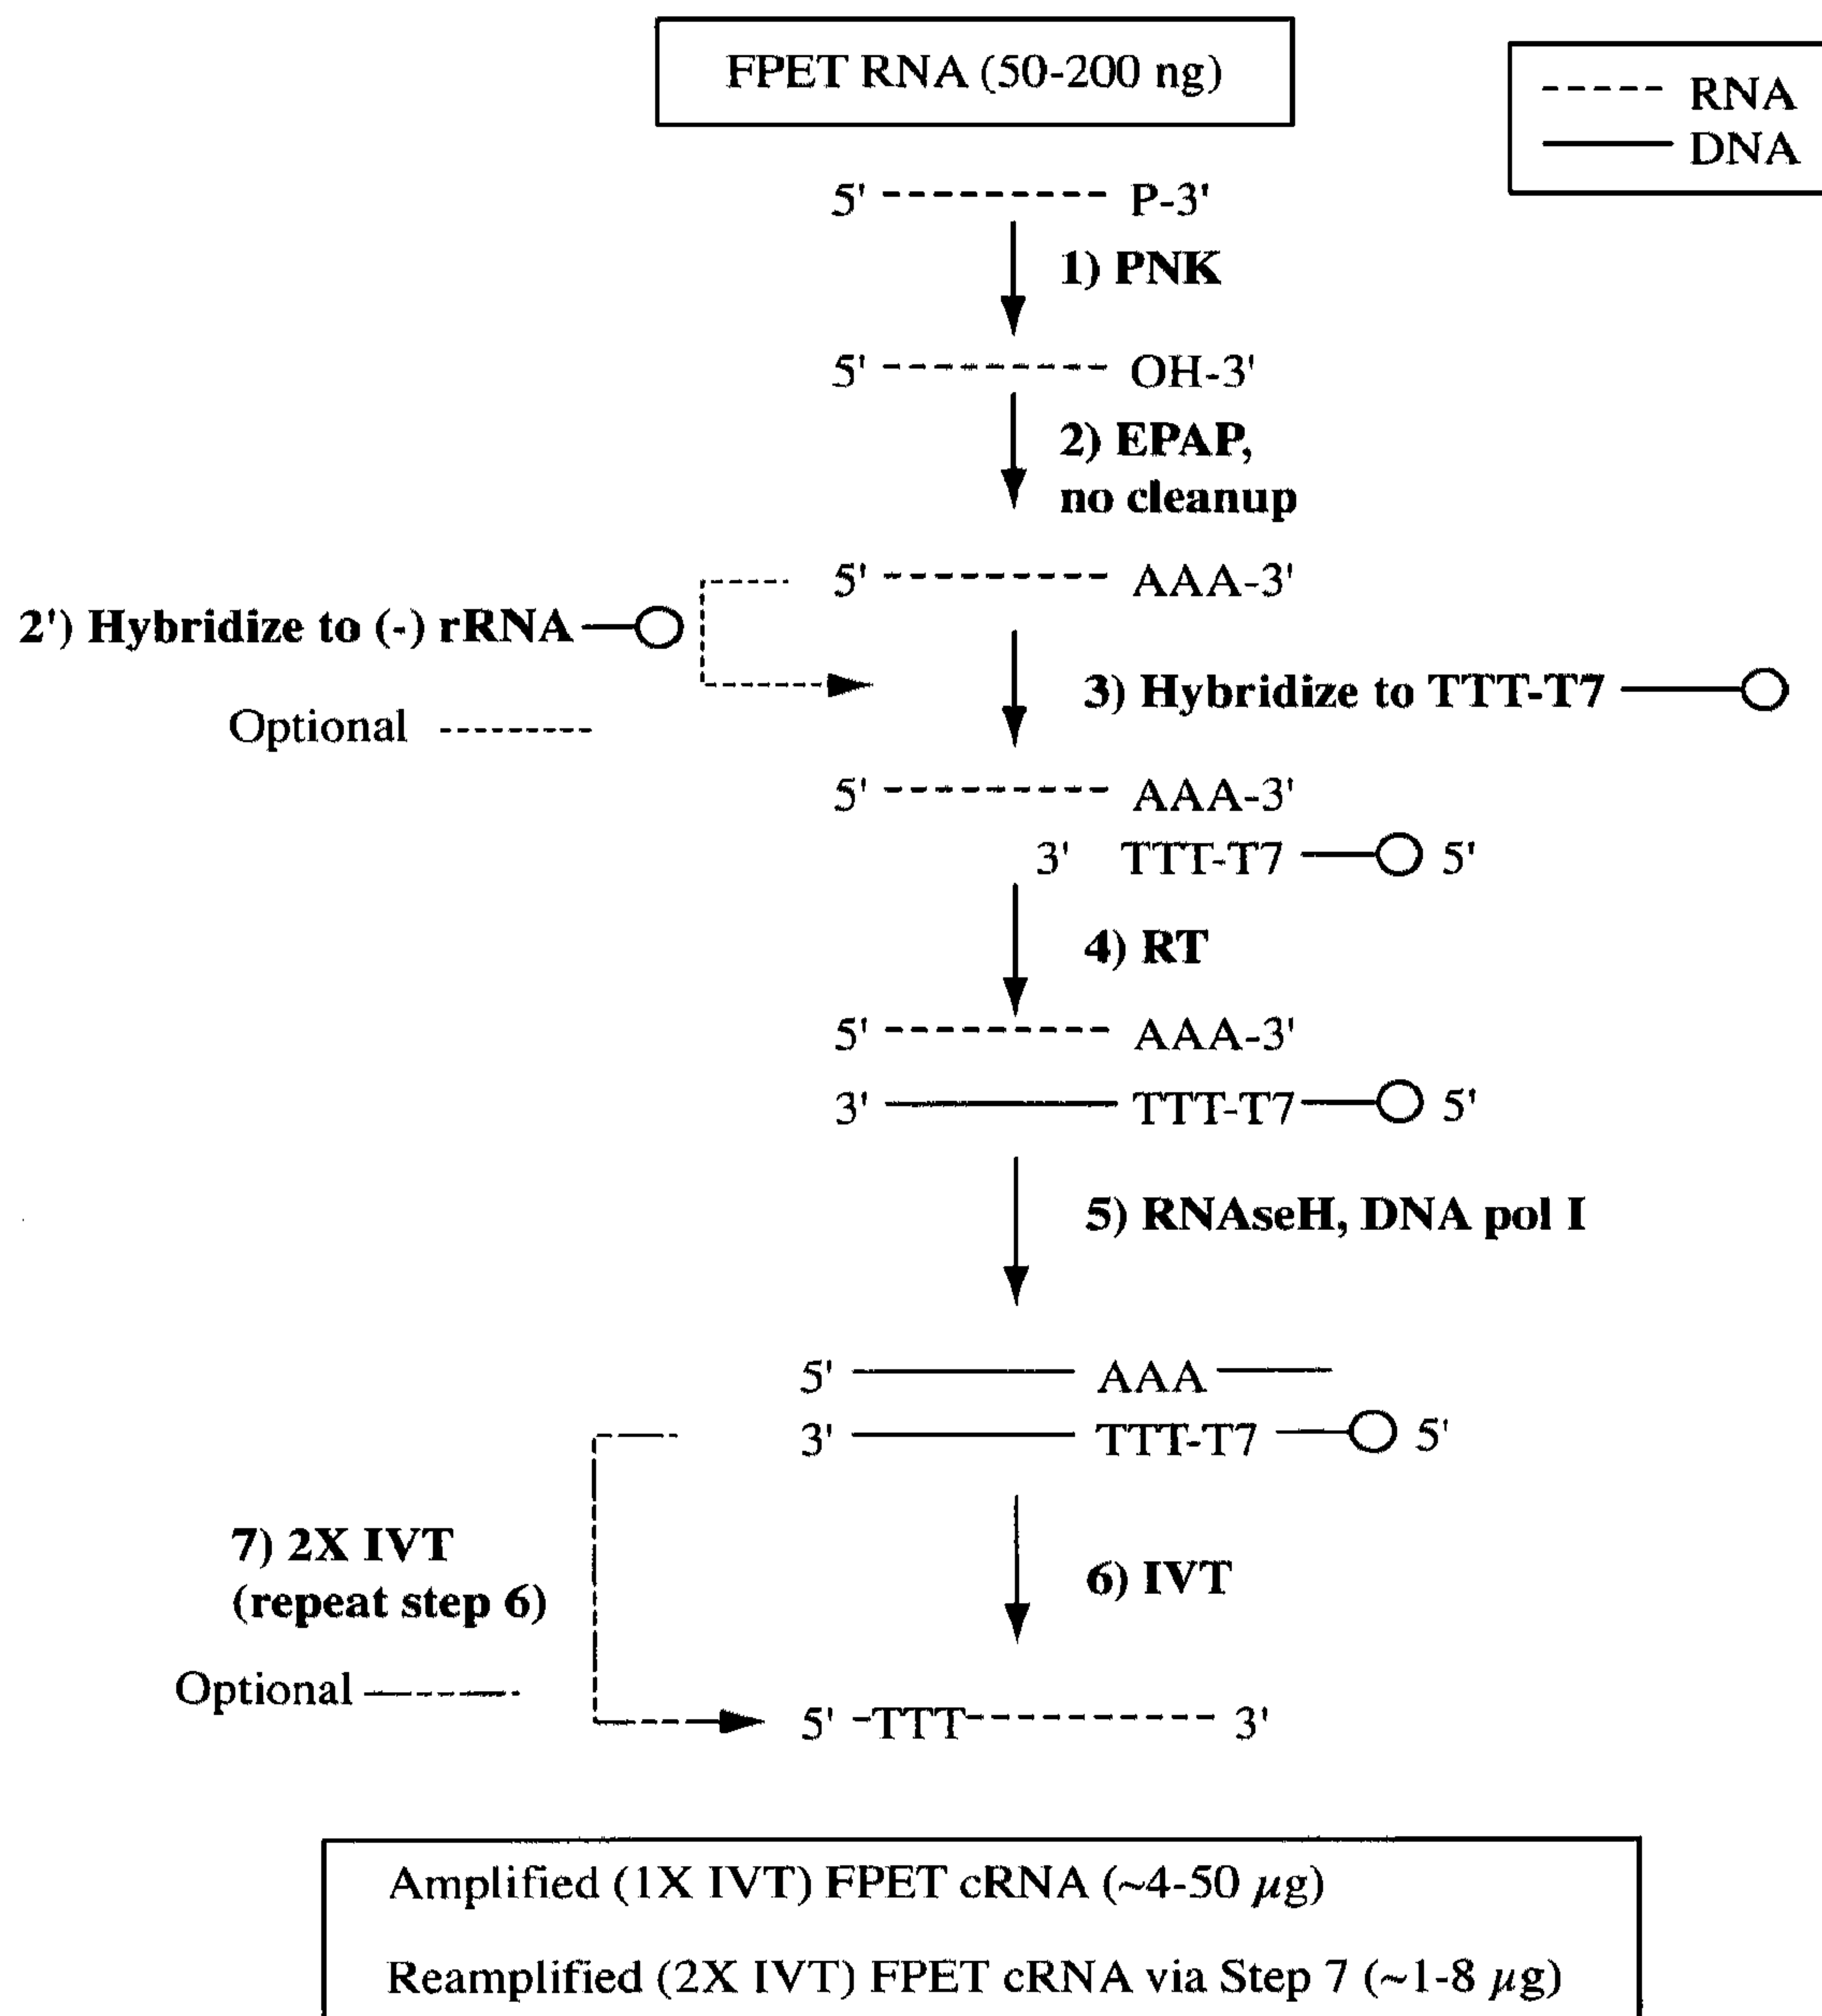 FPET RNA (50-200 ng)
RNA
DNA
5' P-3'
1) PNK
5' OH-3'
2) EPAP,
no cleanup
5' AAA-3'
2') Hybridize to (-) rRNA
3) Hybridize to TTT-T7
Optional
5' AAA-3'
3' TTT-T7 5'
4) RT
5' AAA-3'
3' TTT-T7 5'
5) RNAseH, DNA pol I
5' AAA
3' TTT-T7 5'
7) 2X IVT
(repeat step 6)
6) IVT
Optional
5' -TTT 3'
Amplified (1X IVT) FPET cRNA (~4-50 µg)
Reamplified (2X IVT) FPET cRNA via Step 7 (~1-8 µg)